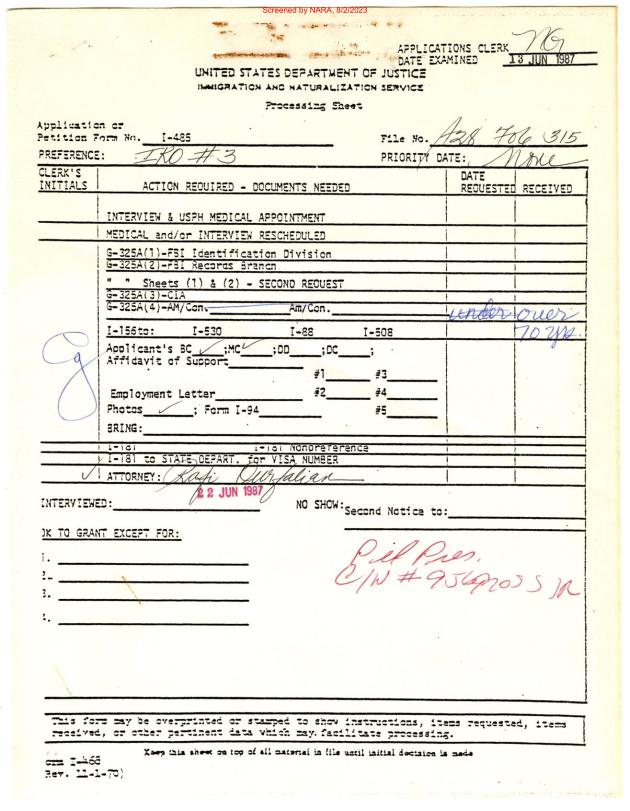 Screened by NARA, 8/2/2023
APPLICATIONS CLERK NG
DATE EXAMINED 13 JUN 1987
UNITED STATES DEPARTMENT OF JUSTICE
IMMIGRATION AND NATURALIZATION SERVICE
Processing Sheet
Application or
Petition Form No. I-485 File No. A28 706 315
PREFERENCE: IRO #3 PRIORITY DATE: None
CLERK'S INITIALS ACTION REQUIRED - DOCUMENTS NEEDED DATE REQUESTED RECEIVED
INTERVIEW & USPH MEDICAL APPOINTMENT
MEDICAL and/or INTERVIEW RESCHEDULED
G-325A(1)-FBI Identification Division
G-325A(2)-FBI Records Branch
" " Sheets (1) & (2) - SECOND REQUEST
G-325A(3)-CIA
G-325A(4)-AM/Con. Am/Con. under over
70 yrs.
I-156to: I-530 I-88 I-508
Applicant's BC ✓ ;MC ✓ ;DD ;DC ;
Affidavit of Support
#1 #3
Employment Letter #2 #4
Photos ✓ ; Form I-94 #5
BRING:
I-181 I-181 Nonpreference
I-181 to STATE DEPART. for VISA NUMBER
✓ ATTORNEY: Rafi Ourfalian
22 JUN 1987
INTERVIEWED: NO SHOW: Second Notice to:
OK TO GRANT EXCEPT FOR:
1.
2.
3.
4.
C/W #
This form may be overprinted or stamped to show instructions, items requested, items
received, or other pertinent data which may facilitate processing.
Keep this sheet on top of all material in file until initial decision is made
orm I-468
Rev. 11-1-70)